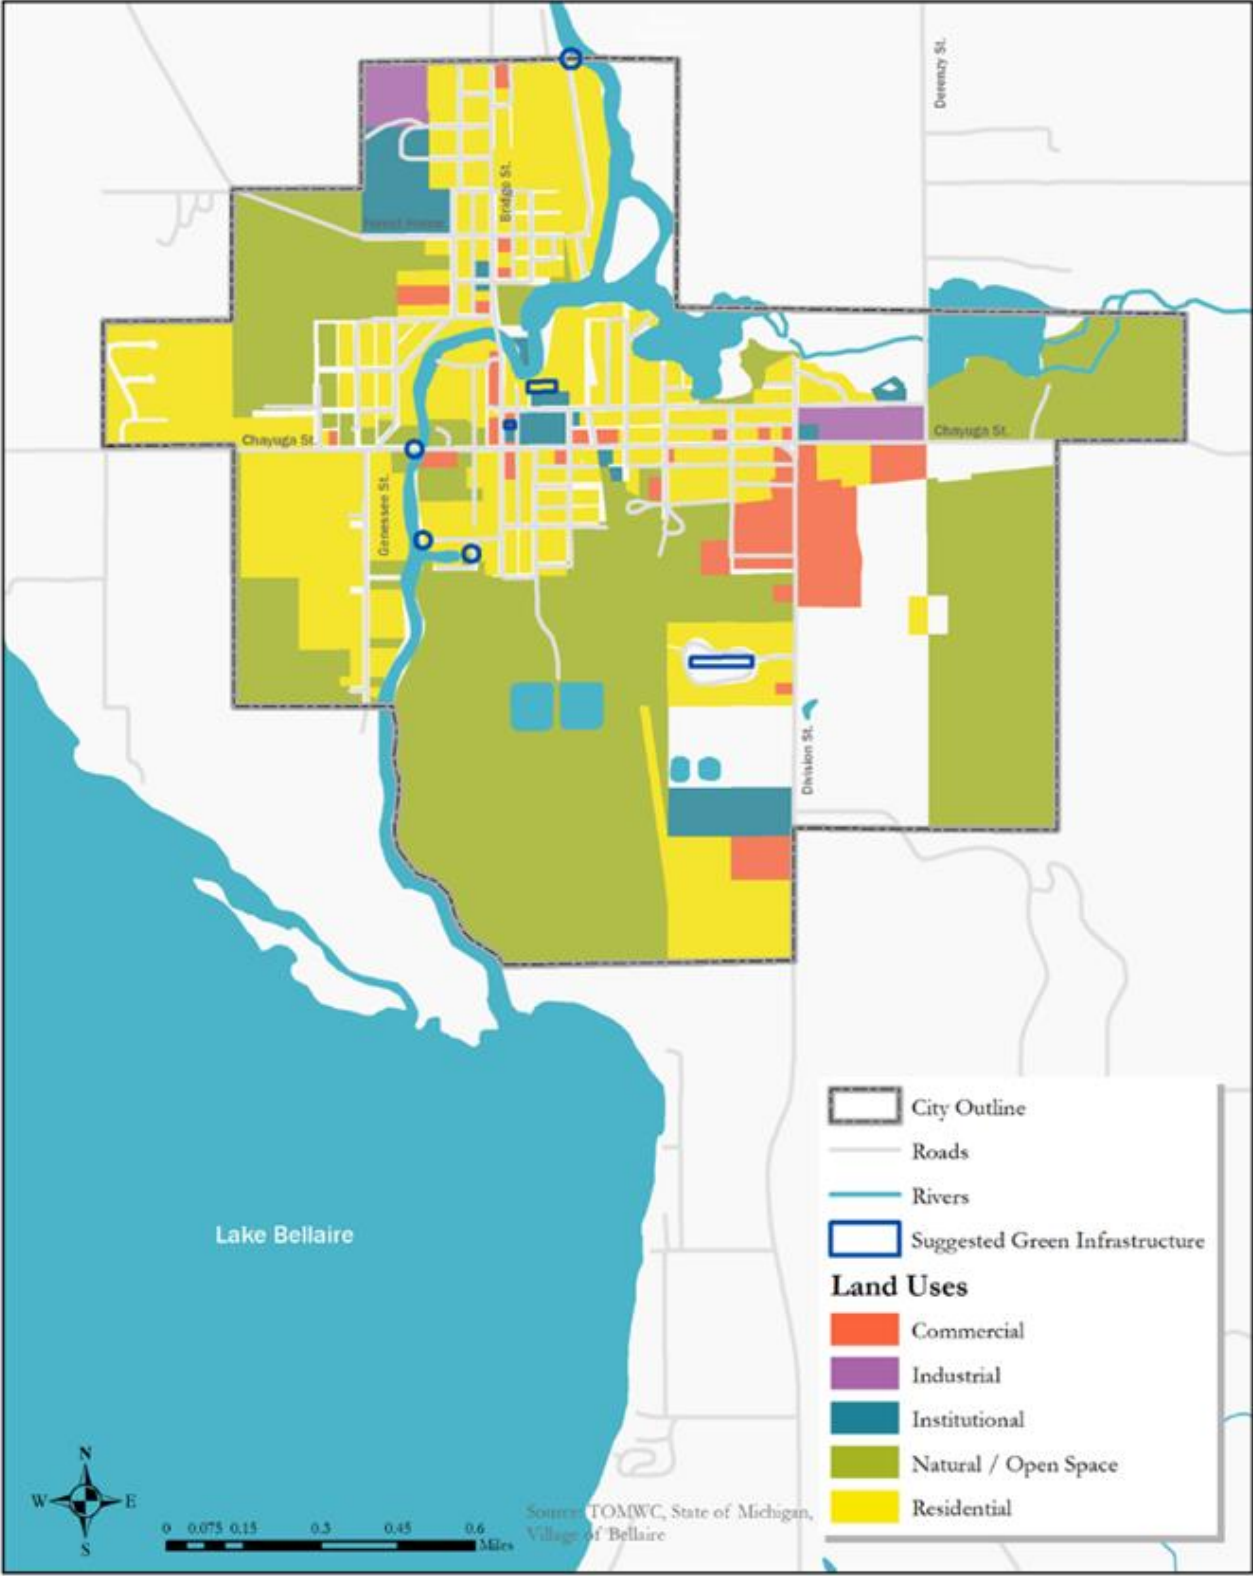 Derenzy St.
Bridge St.
Chayuga St.
Chayuga St.
Genessee St.
Division St.
City Outline
Roads
Rivers
Suggested Green Infrastructure
Land Uses
Commercial
Industrial
Institutional
Natural / Open Space
Residential
Lake Bellaire
N
W E
S
0 0.075 0.15 0.3 0.45 0.6
Miles
Source: TOMWC, State of Michigan,
Village of Bellaire